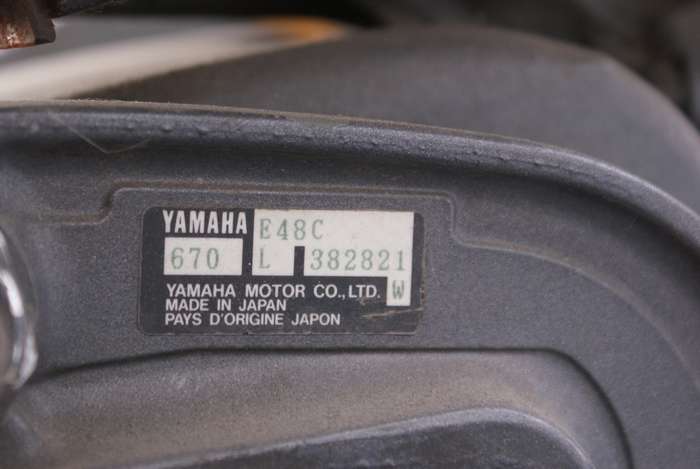 YAMAHA E48C
670 L 382821
W
YAMAHA MOTOR CO.,LTD.
MADE IN JAPAN
PAYS D'ORIGINE JAPON